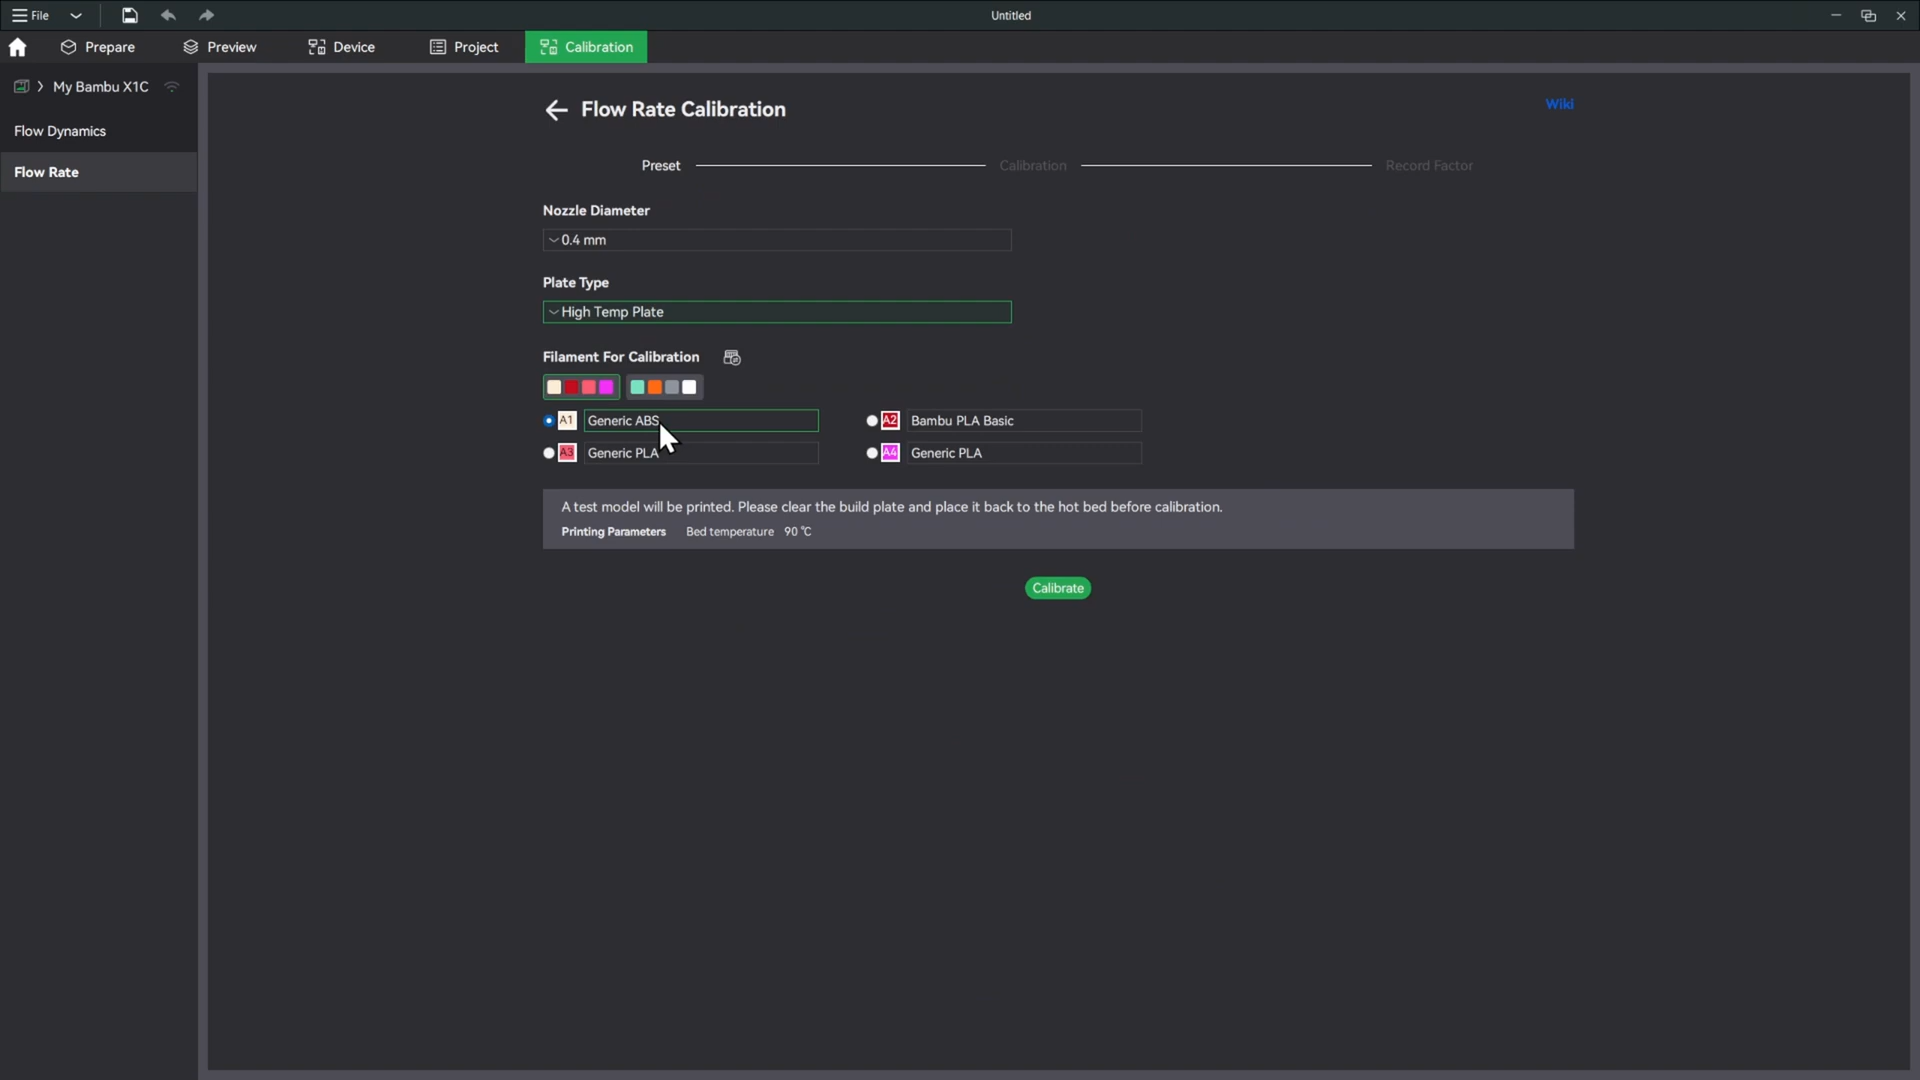 File
Untitled
Prepare
Preview
Device
Project
Calibration
My Bambu X1C
Flow Dynamics
Flow Rate
Flow Rate Calibration
Wiki
Preset
Calibration
Record Factor
Nozzle Diameter
0.4 mm
Plate Type
High Temp Plate
Filament For Calibration
A1 Generic ABS
A2 Bambu PLA Basic
A3 Generic PLA
A4 Generic PLA
A test model will be printed. Please clear the build plate and place it back to the hot bed before calibration.
Printing Parameters Bed temperature 90 ℃
Calibrate